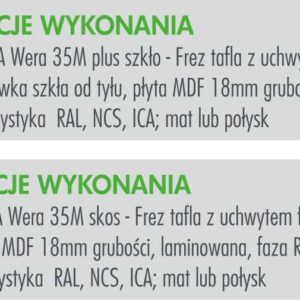 CJE WYKONANIA
A Wera 35M plus szkło - Frez tafla z uchwy
wka szkła od tyłu, płyta MDF 18mm grubo
ystyka RAL, NCS, ICA; mat lub połysk
CJE WYKONANIA
A Wera 35M skos - Frez tafla z uchwytem f
MDF 18mm grubości, laminowana, faza R
ystyka RAL, NCS, ICA; mat lub połysk